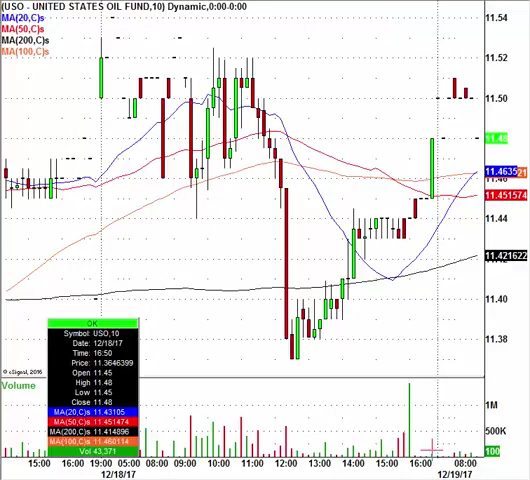 (USO - UNITED STATES OIL FUND,10) Dynamic,0:00-0:00
MA(20,C)s
MA(50,C)s
MA(200,C)s
MA(100,C)s
11.54
11.52
11.50
11.48
11.4635
11.451574
11.44
11.421622
11.40
11.38
© eSignal, 2016
OK
Symbol: USO,10
Date: 12/18/17
Time: 16:50
Price: 11.3646399
Open 11.45
High 11.48
Low 11.45
Close 11.48
MA(20,C)s 11.43105
MA(50,C)s 11.451474
MA(200,C)s 11.414896
MA(100,C)s 11.460114
Vol 43,371
Volume
1M
500K
100
15:00 16:00 19:00 05:00 08:00 09:00 10:00 11:00 12:00 13:00 14:00 15:00 16:00 08:00
12/18/17 12/19/17